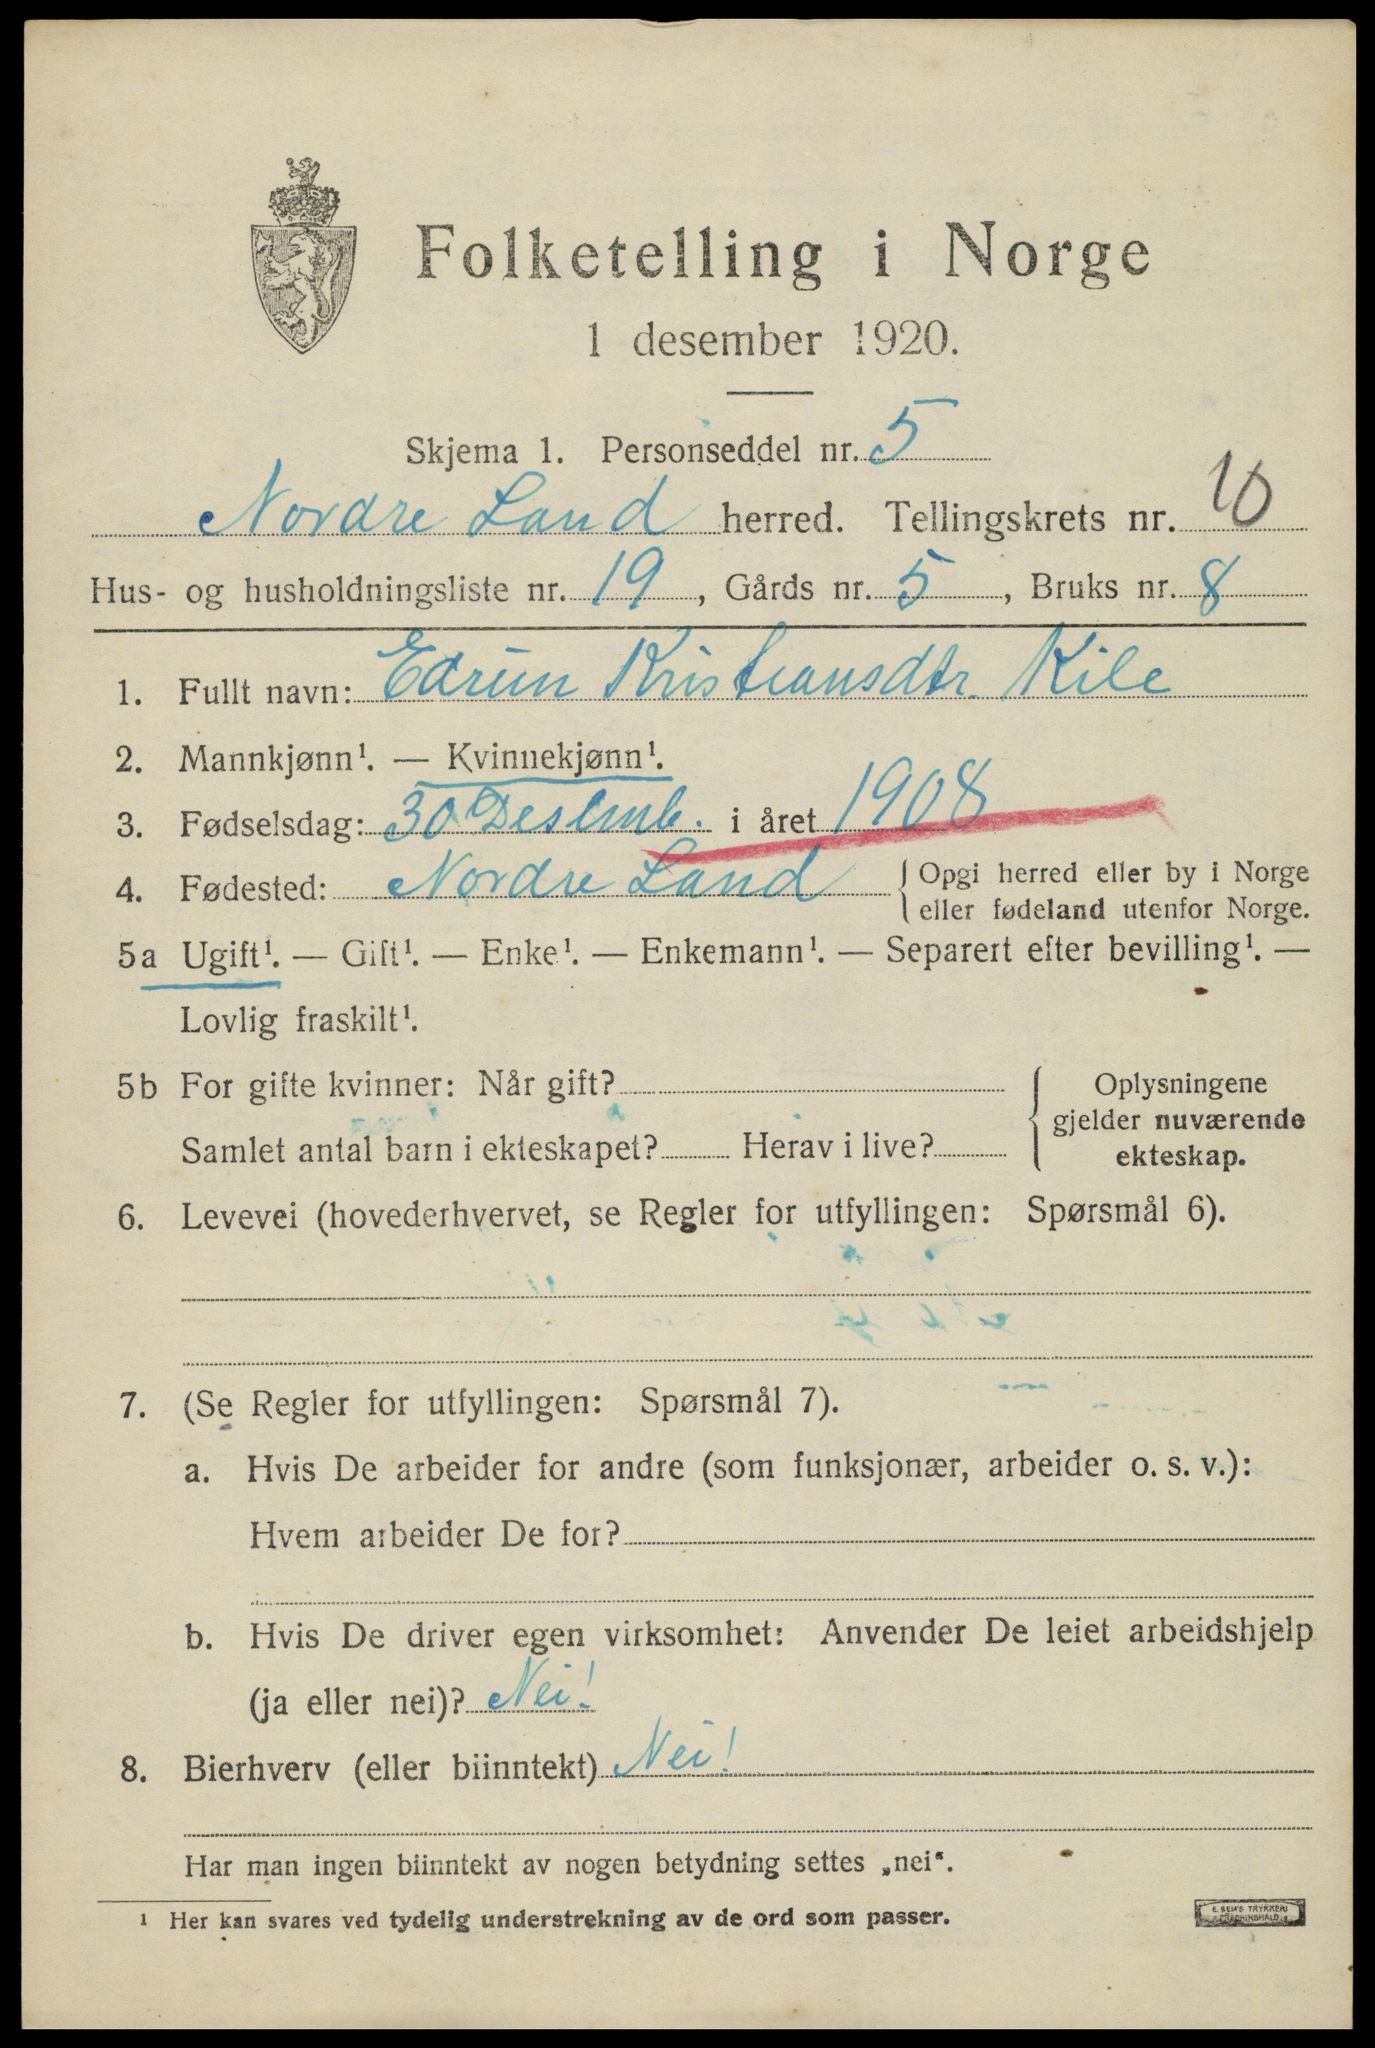 Folketelling i Norge
1 desember 1920.
Skjema 1. Personseddel nr. 5
Nordre Land herred. Tellingskrets nr. 10
Hus- og husholdningsliste nr. 19, Gårds nr. 5, Bruks nr. 8
1. Fullt navn: Edrun Kristiansdtr. Kile
2. Mannkjønn¹. — Kvinnekjønn¹.
3. Fødselsdag: 30 Desemb. i året 1908
4. Fødested: Nordre Land {Opgi herred eller by i Norge
eller fødeland utenfor Norge.
5a Ugift¹. — Gift¹. — Enke¹. — Enkemann¹. — Separert efter bevilling¹. —
Lovlig fraskilt¹.
5b For gifte kvinner: Når gift? { Oplysningene
gjelder nuværende
Samlet antal barn i ekteskapet? Herav i live? ekteskap.
6. Levevei (hovederhvervet, se Regler for utfyllingen: Spørsmål 6).
7. (Se Regler for utfyllingen: Spørsmål 7).
a. Hvis De arbeider for andre (som funksjonær, arbeider o. s. v.):
Hvem arbeider De for?
b. Hvis De driver egen virksomhet: Anvender De leiet arbeidshjelp
(ja eller nei)? Nei!
8. Bierhverv (eller biinntekt) Nei!
Har man ingen biinntekt av nogen betydning settes „nei“.
¹ Her kan svares ved tydelig understrekning av de ord som passer.
E. SEM'S TRYKKERI
FREDRIKSHALD